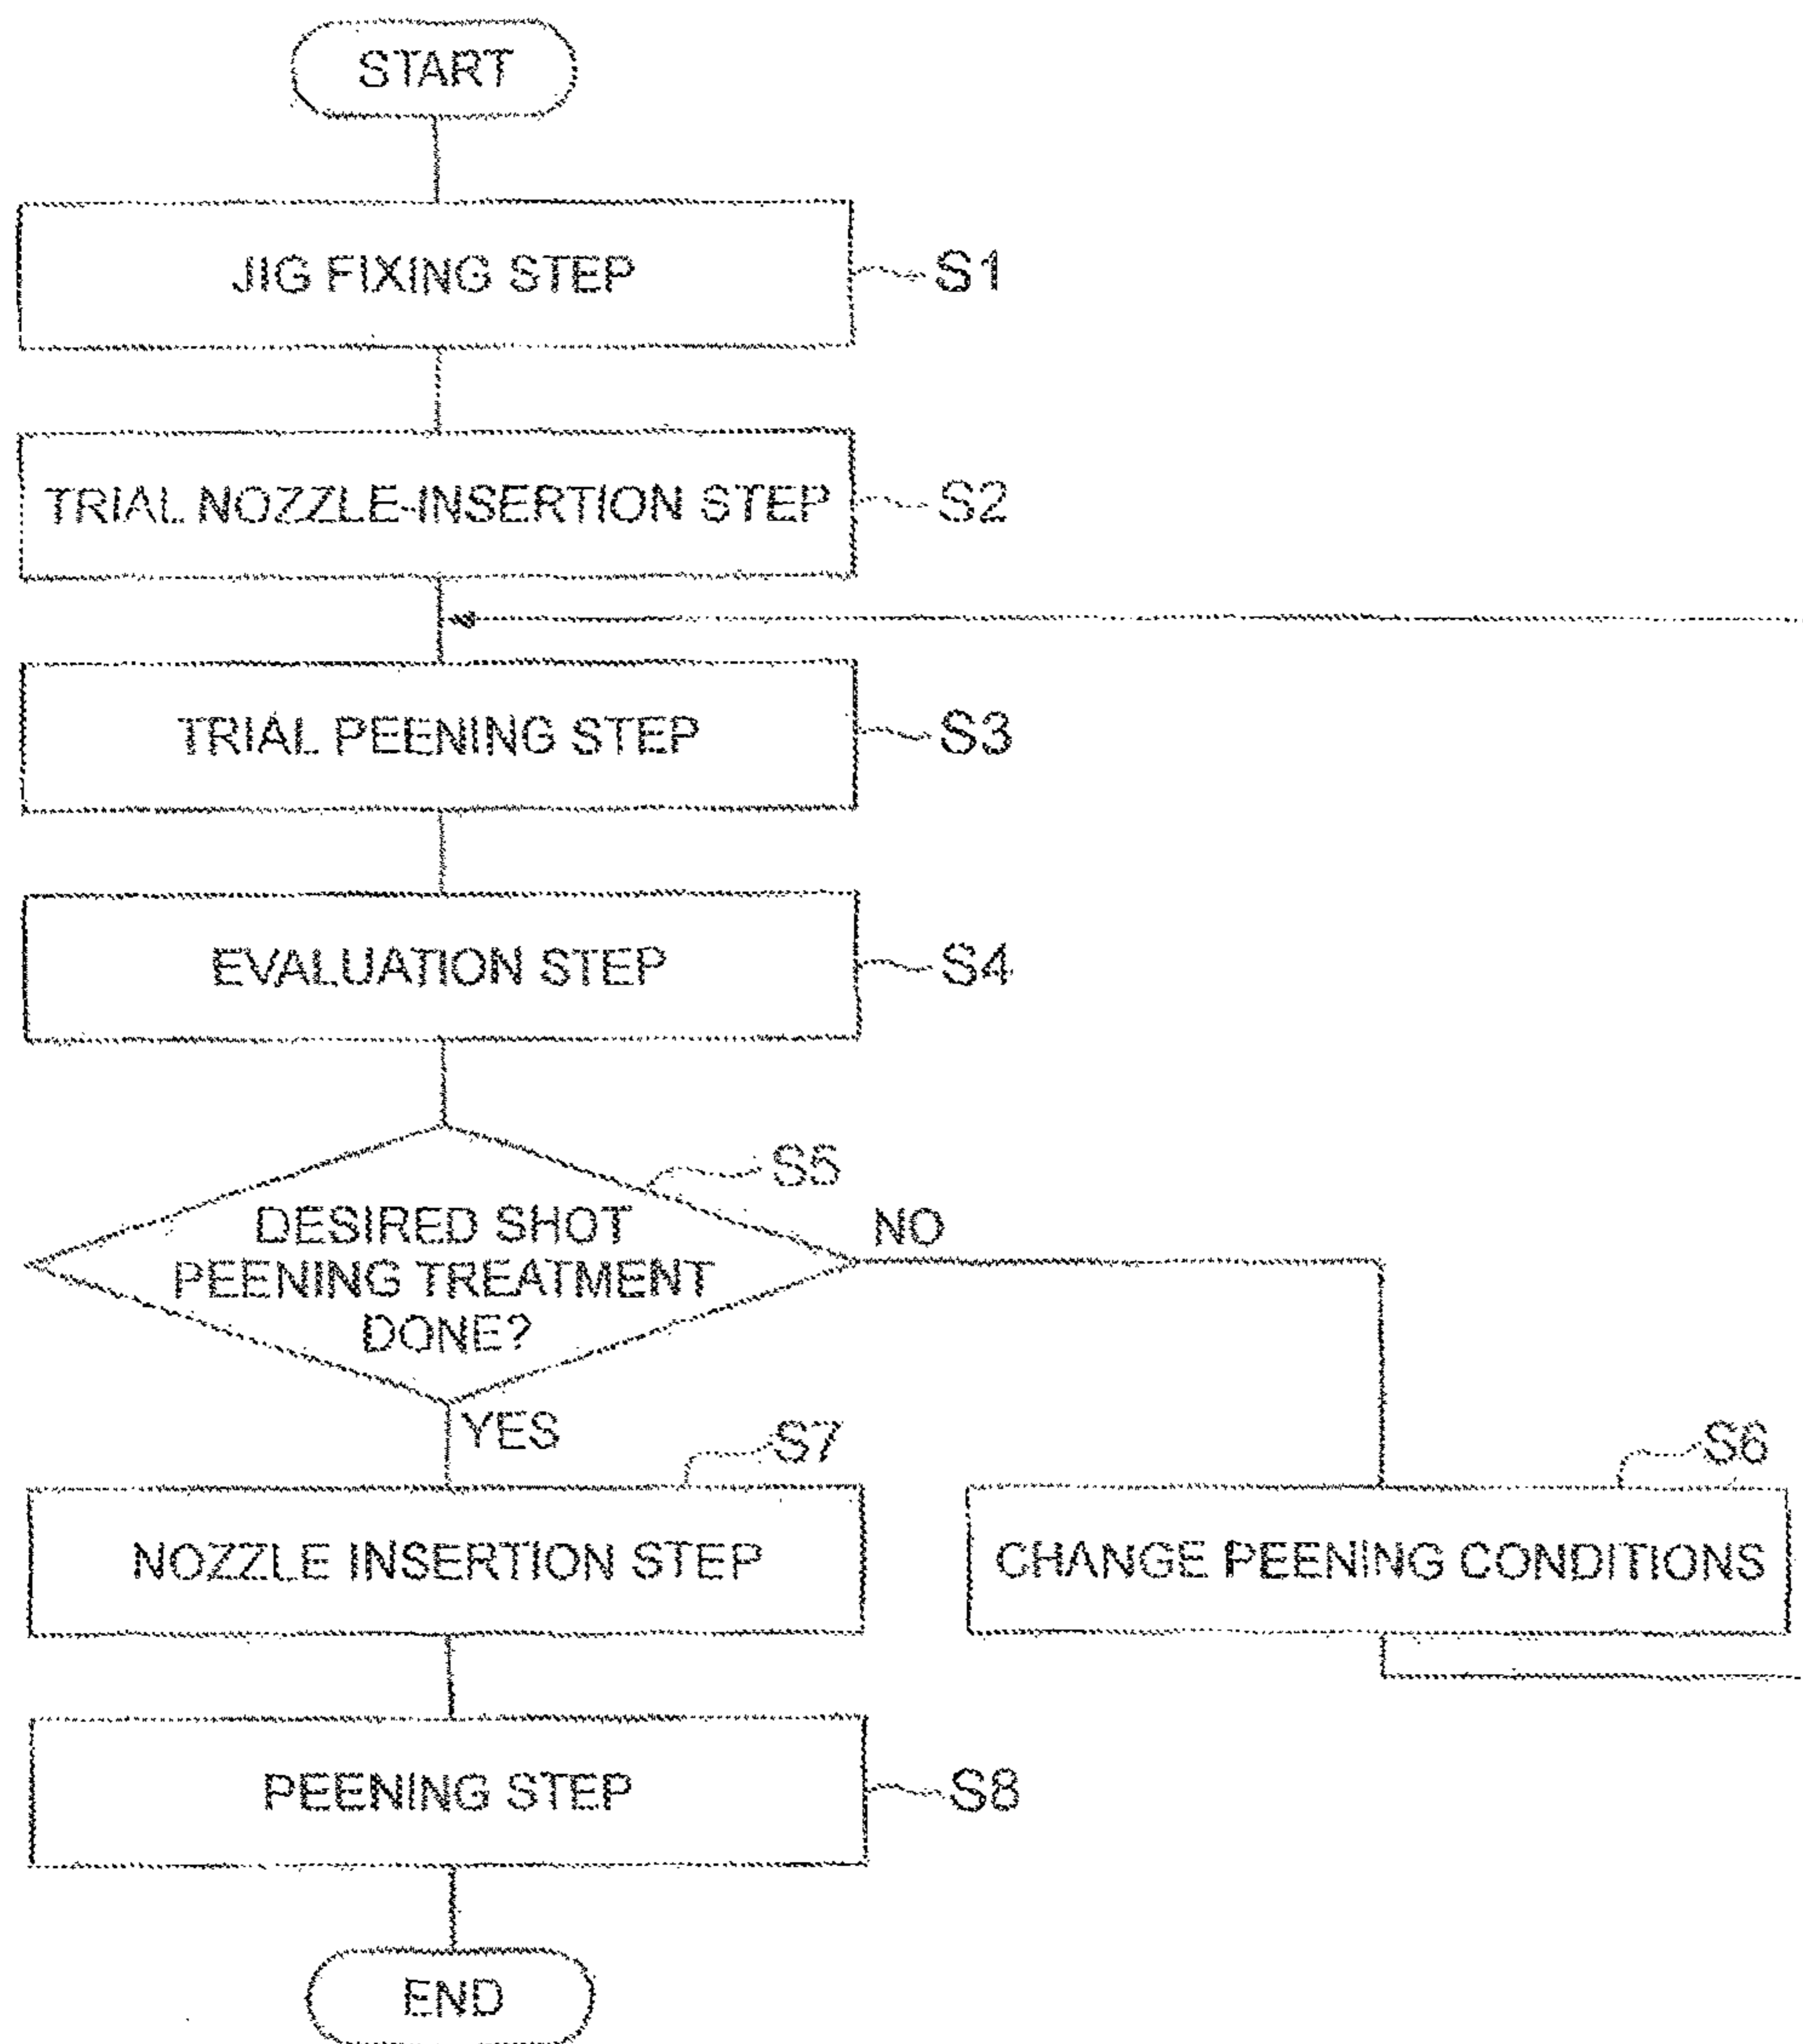 START
JIG FIXING STEP
S1
TRIAL NOZZLE-INSERTION STEP
S2
TRIAL PEENING STEP
S3
EVALUATION STEP
S4
S5
DESIRED SHOT
PEENING TREATMENT
DONE?
NO
YES
S7
S6
NOZZLE INSERTION STEP
CHANGE PEENING CONDITIONS
PEENING STEP
S8
END